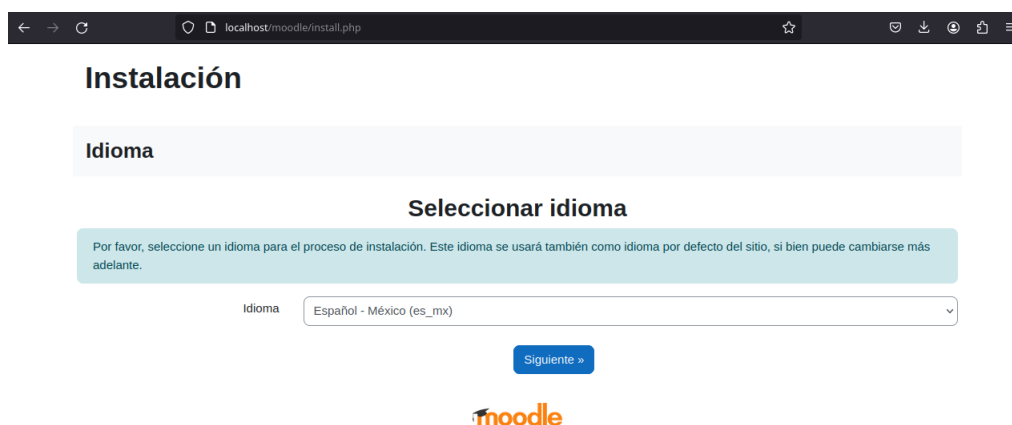 localhost/moodle/install.php
Instalación
Idioma
Seleccionar idioma
Por favor, seleccione un idioma para el proceso de instalación. Este idioma se usará también como idioma por defecto del sitio, si bien puede cambiarse más
adelante.
Idioma
Español - México (es_mx)
Siguiente »
moodle